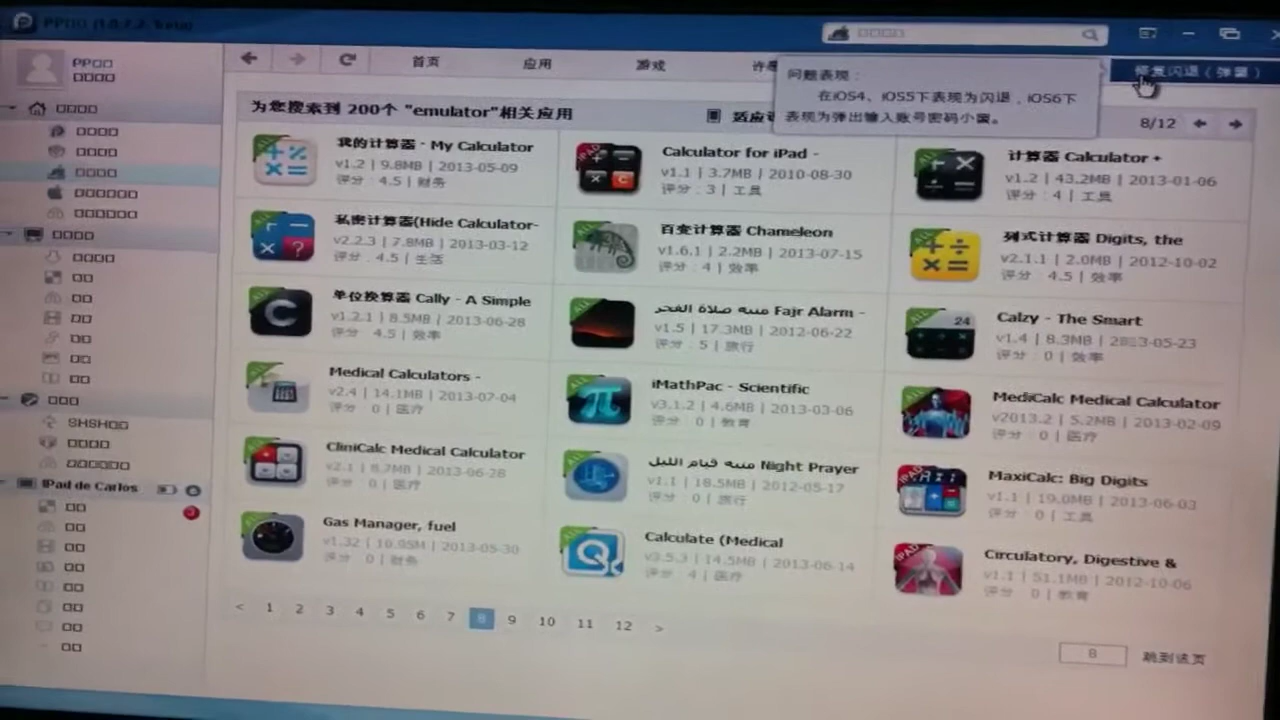 首页
应用
游戏
修复闪退（弹窗）
问题表现：
在iOS4、iOS5下表现为闪退，iOS6下
表现为弹出输入账号密码小窗。
为您搜索到 200个 "emulator"相关应用
8/12
我的计算器 - My Calculator
v1.2 | 9.8MB | 2013-05-09
评分：4.5 | 财务
Calculator for iPad -
v1.1 | 3.7MB | 2010-08-30
评分：3 | 工具
计算器 Calculator +
v1.2 | 43.2MB | 2013-01-06
评分：4 | 工具
私密计算器(Hide Calculator-
v2.2.3 | 7.8MB | 2013-03-12
评分：4.5 | 生活
百变计算器 Chameleon
v1.6.1 | 2.2MB | 2013-07-15
评分：4 | 效率
列式计算器 Digits, the
v2.1.1 | 2.0MB | 2012-10-02
评分：4.5 | 效率
单位换算器 Cally - A Simple
v1.2.1 | 8.5MB | 2013-06-28
评分：4.5 | 效率
منبه صلاة الفجر Fajr Alarm -
v1.5 | 17.3MB | 2012-06-22
评分：5 | 旅行
Calzy - The Smart
v1.4 | 8.3MB | 2013-05-23
评分：0 | 效率
Medical Calculators -
v2.4 | 14.1MB | 2013-07-04
评分：0 | 医疗
iMathPac - Scientific
v3.1.2 | 4.6MB | 2013-03-06
评分：0 | 教育
MediCalc Medical Calculator
v2013.2 | 5.2MB | 2013-02-09
评分：0 | 医疗
CliniCalc Medical Calculator
v2.1 | 8.7MB | 2013-06-28
评分：0 | 医疗
منبه قيام الليل Night Prayer
v1.1 | 18.5MB | 2012-05-17
评分：0 | 旅行
MaxiCalc: Big Digits
v1.1 | 19.0MB | 2013-06-03
评分：0 | 工具
Gas Manager, fuel
v1.32 | 10.95M | 2013-05-30
评分：0 | 财务
Calculate (Medical
v3.5.3 | 14.5MB | 2013-06-14
评分：4 | 医疗
Circulatory, Digestive &
v1.1 | 51.1MB | 2012-10-06
评分：0 | 教育
< 1 2 3 4 5 6 7 8 9 10 11 12 >
8 跳到该页
SHSH
iPad de Carlos